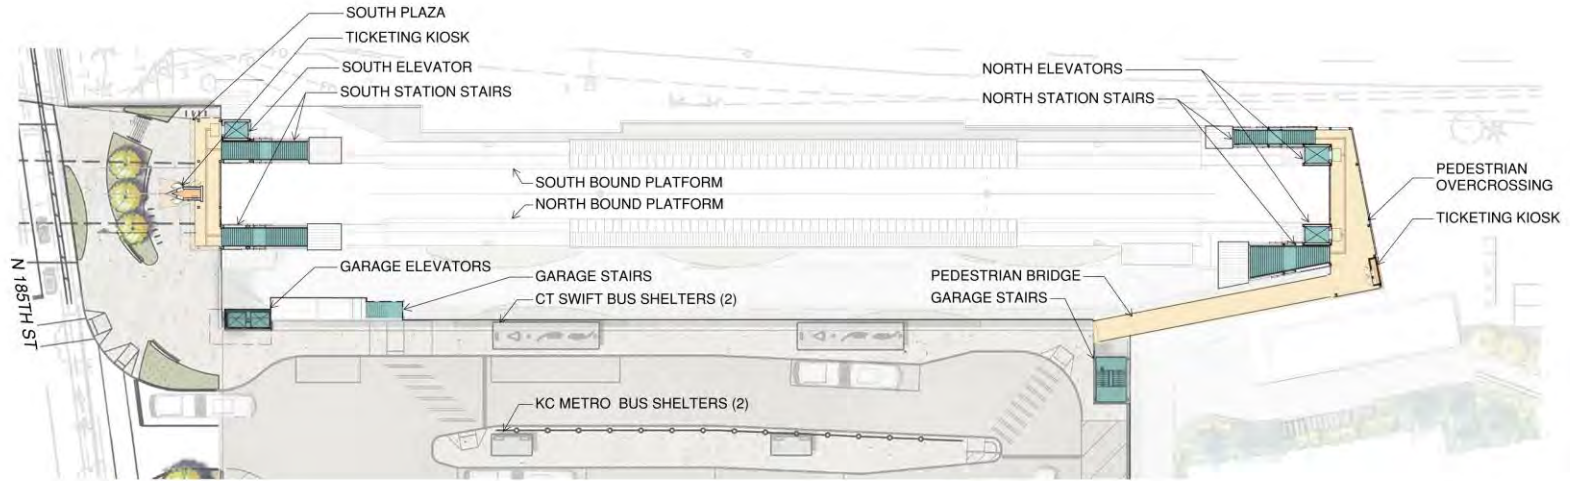 SOUTH PLAZA
TICKETING KIOSK
SOUTH ELEVATOR
SOUTH STATION STAIRS
NORTH ELEVATORS
NORTH STATION STAIRS
SOUTH BOUND PLATFORM
NORTH BOUND PLATFORM
PEDESTRIAN
OVERCROSSING
TICKETING KIOSK
N 185TH ST
GARAGE ELEVATORS
GARAGE STAIRS
CT SWIFT BUS SHELTERS (2)
PEDESTRIAN BRIDGE
GARAGE STAIRS
KC METRO BUS SHELTERS (2)